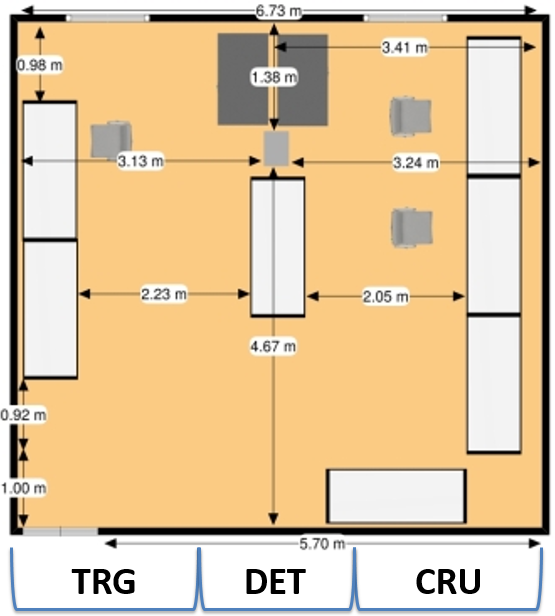 6.73 m
3.41 m
0.98 m
1.38 m
3.13 m
3.24 m
2.23 m
2.05 m
4.67 m
0.92 m
1.00 m
5.70 m
TRG DET CRU